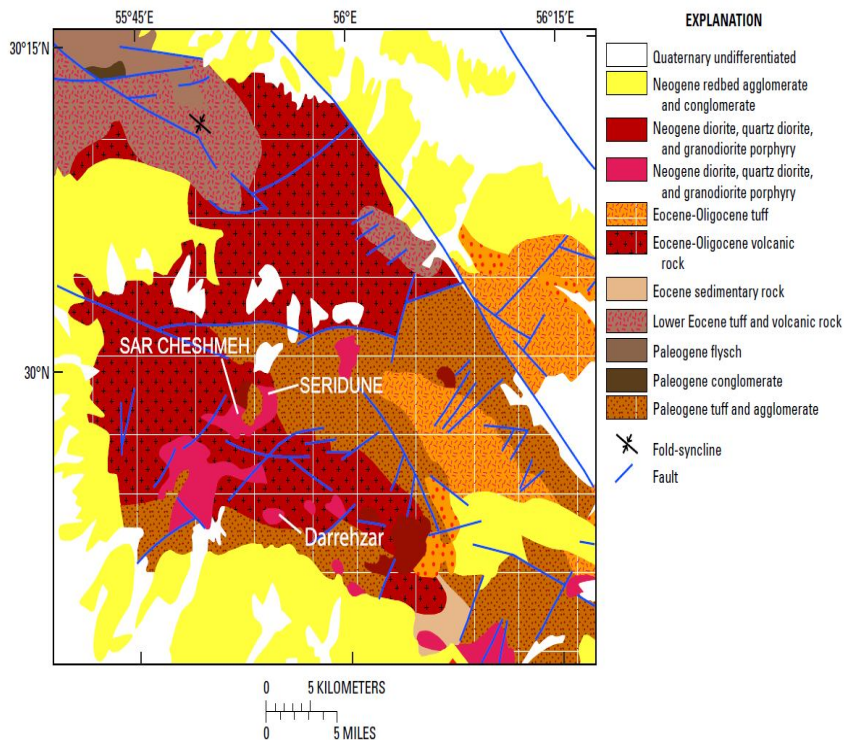 55°45'E 56°E 56°15'E
30°15'N
30°N
SAR CHESHMEH
SERIDUNE
Darrehzar
EXPLANATION
Quaternary undifferentiated
Neogene redbed agglomerate
and conglomerate
Neogene diorite, quartz diorite,
and granodiorite porphyry
Neogene diorite, quartz diorite,
and granodiorite porphyry
Eocene-Oligocene tuff
Eocene-Oligocene volcanic
rock
Eocene sedimentary rock
Lower Eocene tuff and volcanic rock
Paleogene flysch
Paleogene conglomerate
Paleogene tuff and agglomerate
Fold-syncline
Fault
0 5 KILOMETERS
0 5 MILES